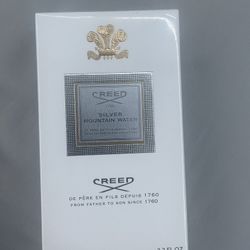 CREED
SILVER
MOUNTAIN WATER
CREED
DE PÈRE EN FILS DEPUIS 1760
FROM FATHER TO SON SINCE 1760